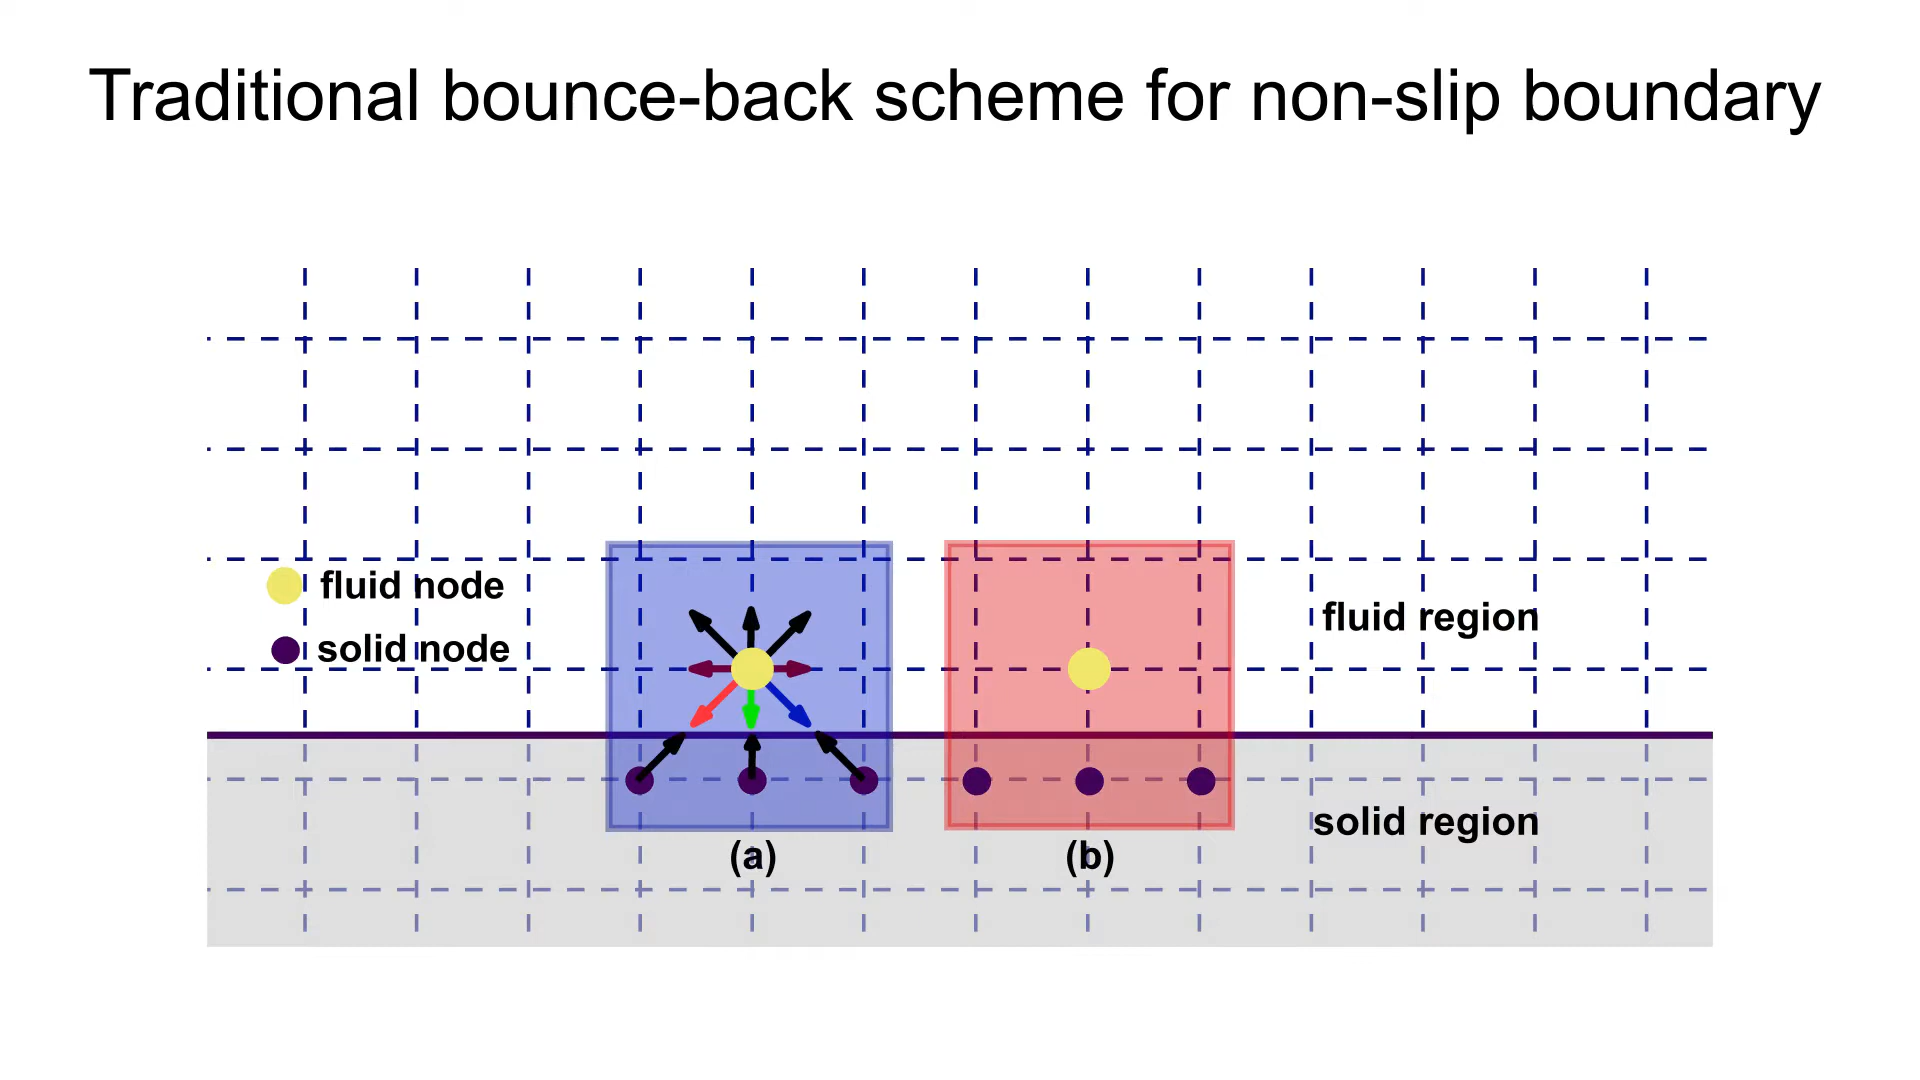 Traditional bounce-back scheme for non-slip boundary
fluid node
solid node
fluid region
solid region
(a)
(b)